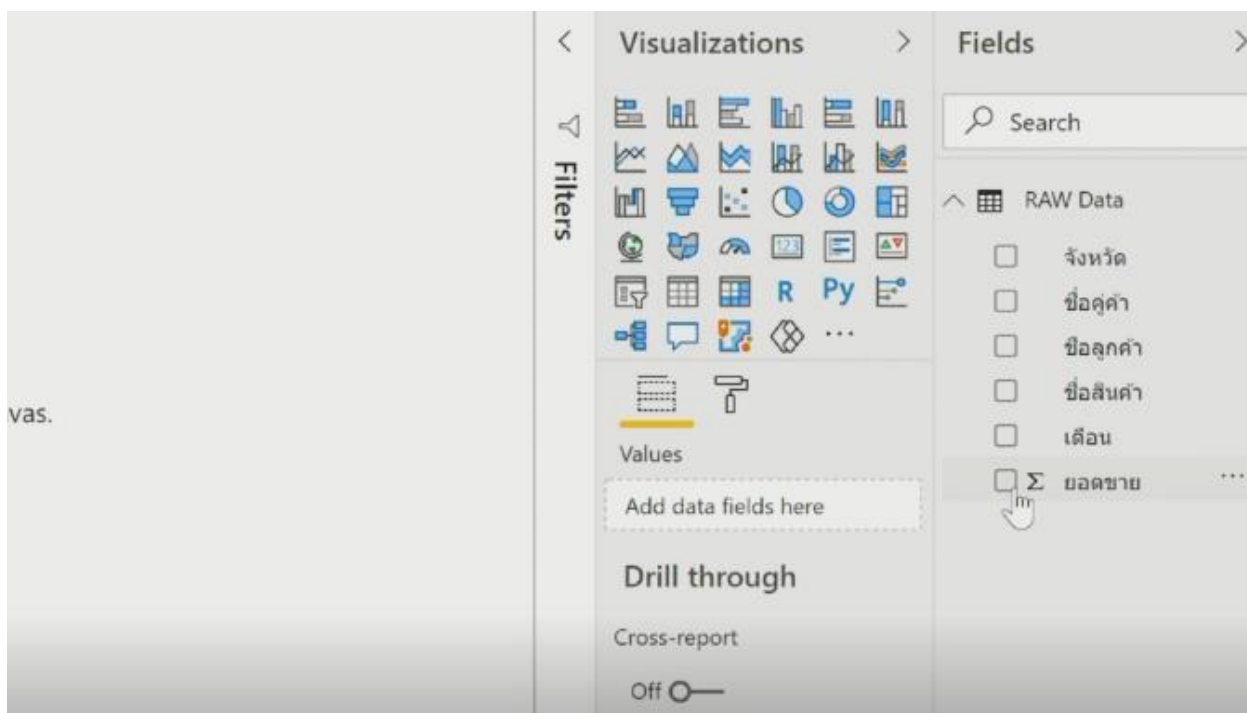 vas.
Filters
Visualizations
123
R
Py
...
Values
Add data fields here
Drill through
Cross-report
Off
Fields
Search
RAW Data
จังหวัด
ชื่อคู่ค้า
ชื่อลูกค้า
ชื่อสินค้า
เดือน
Σ ยอดขาย
...